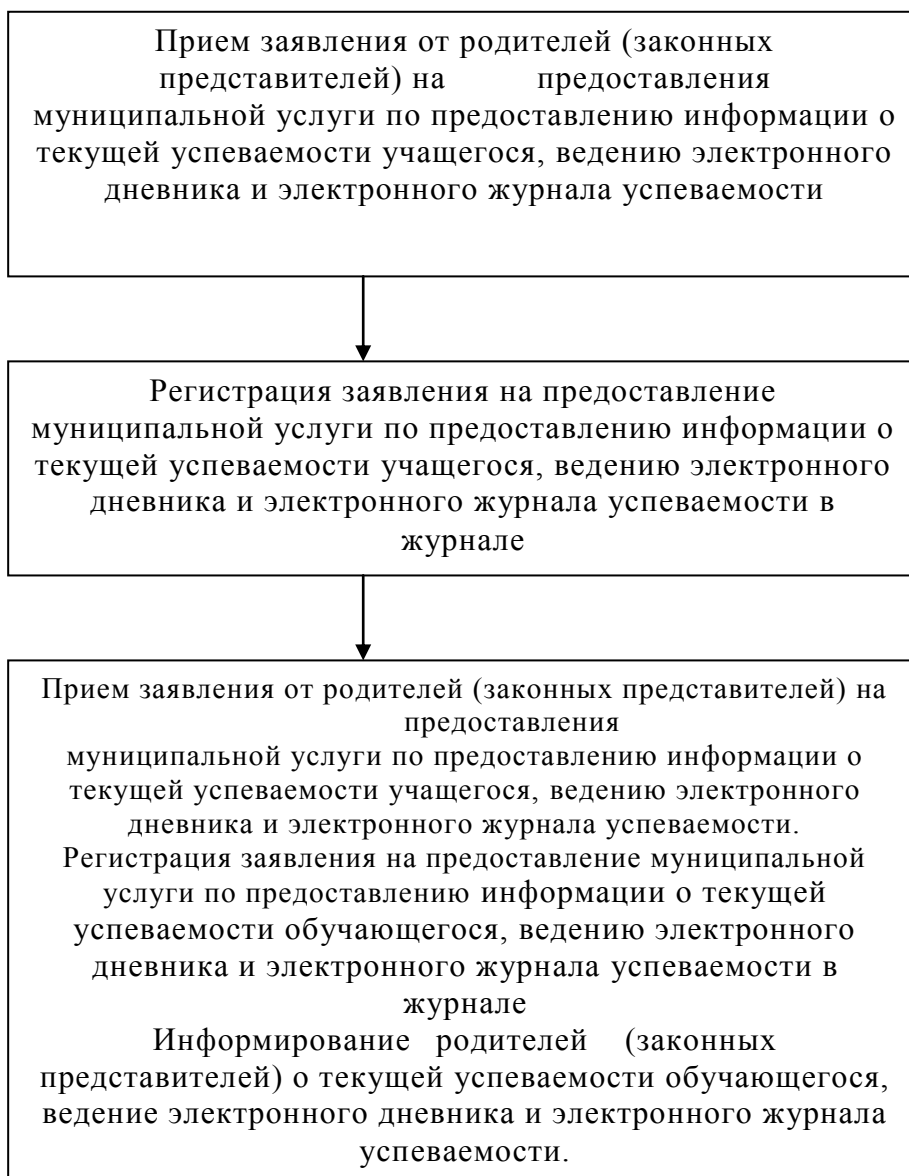 Прием заявления от родителей (законных
представителей) на предоставления
муниципальной услуги по предоставлению информации о
текущей успеваемости учащегося, ведению электронного
дневника и электронного журнала успеваемости
Регистрация заявления на предоставление
муниципальной услуги по предоставлению информации о
текущей успеваемости учащегося, ведению электронного
дневника и электронного журнала успеваемости в
журнале
Прием заявления от родителей (законных представителей) на
предоставления
муниципальной услуги по предоставлению информации о
текущей успеваемости учащегося, ведению электронного
дневника и электронного журнала успеваемости.
Регистрация заявления на предоставление муниципальной
услуги по предоставлению информации о текущей
успеваемости обучающегося, ведению электронного
дневника и электронного журнала успеваемости в
журнале
Информирование родителей (законных
представителей) о текущей успеваемости обучающегося,
ведение электронного дневника и электронного журнала
успеваемости.